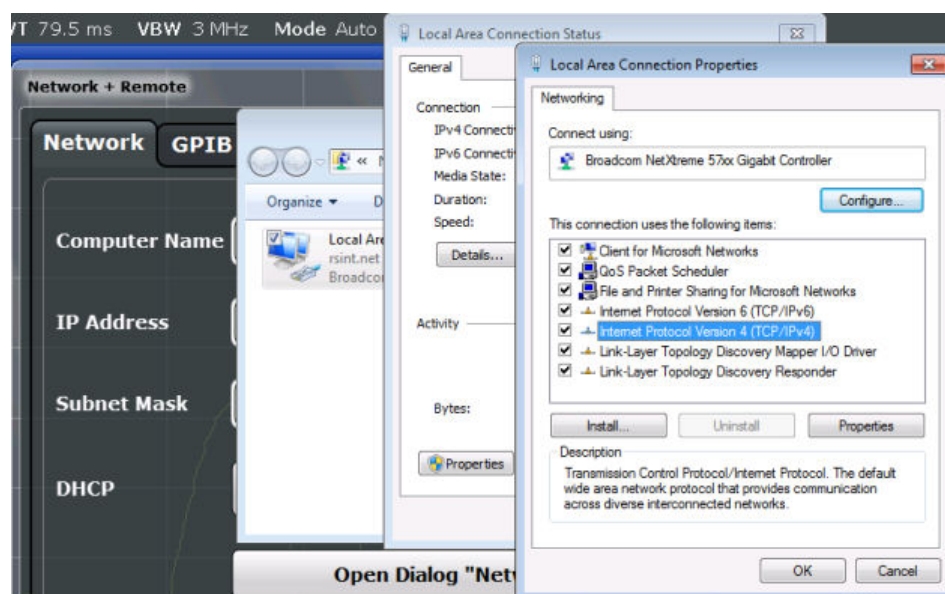 VT 79.5 ms VBW 3 MHz Mode Auto
Network + Remote
Network GPIB
Computer Name
IP Address
Subnet Mask
DHCP
Organize
Local Are
rsint.net
Broadco
Open Dialog "Netw
Local Area Connection Status
General
Connection
IPv4 Connecti
IPv6 Connecti
Media State:
Duration:
Speed:
Details...
Activity
Bytes:
Properties
Local Area Connection Properties
Networking
Connect using:
Broadcom NetXtreme 57xx Gigabit Controller
Configure...
This connection uses the following items:
Client for Microsoft Networks
QoS Packet Scheduler
File and Printer Sharing for Microsoft Networks
Internet Protocol Version 6 (TCP/IPv6)
Internet Protocol Version 4 (TCP/IPv4)
Link-Layer Topology Discovery Mapper I/O Driver
Link-Layer Topology Discovery Responder
Install... Uninstall Properties
Description
Transmission Control Protocol/Internet Protocol. The default
wide area network protocol that provides communication
across diverse interconnected networks.
OK Cancel